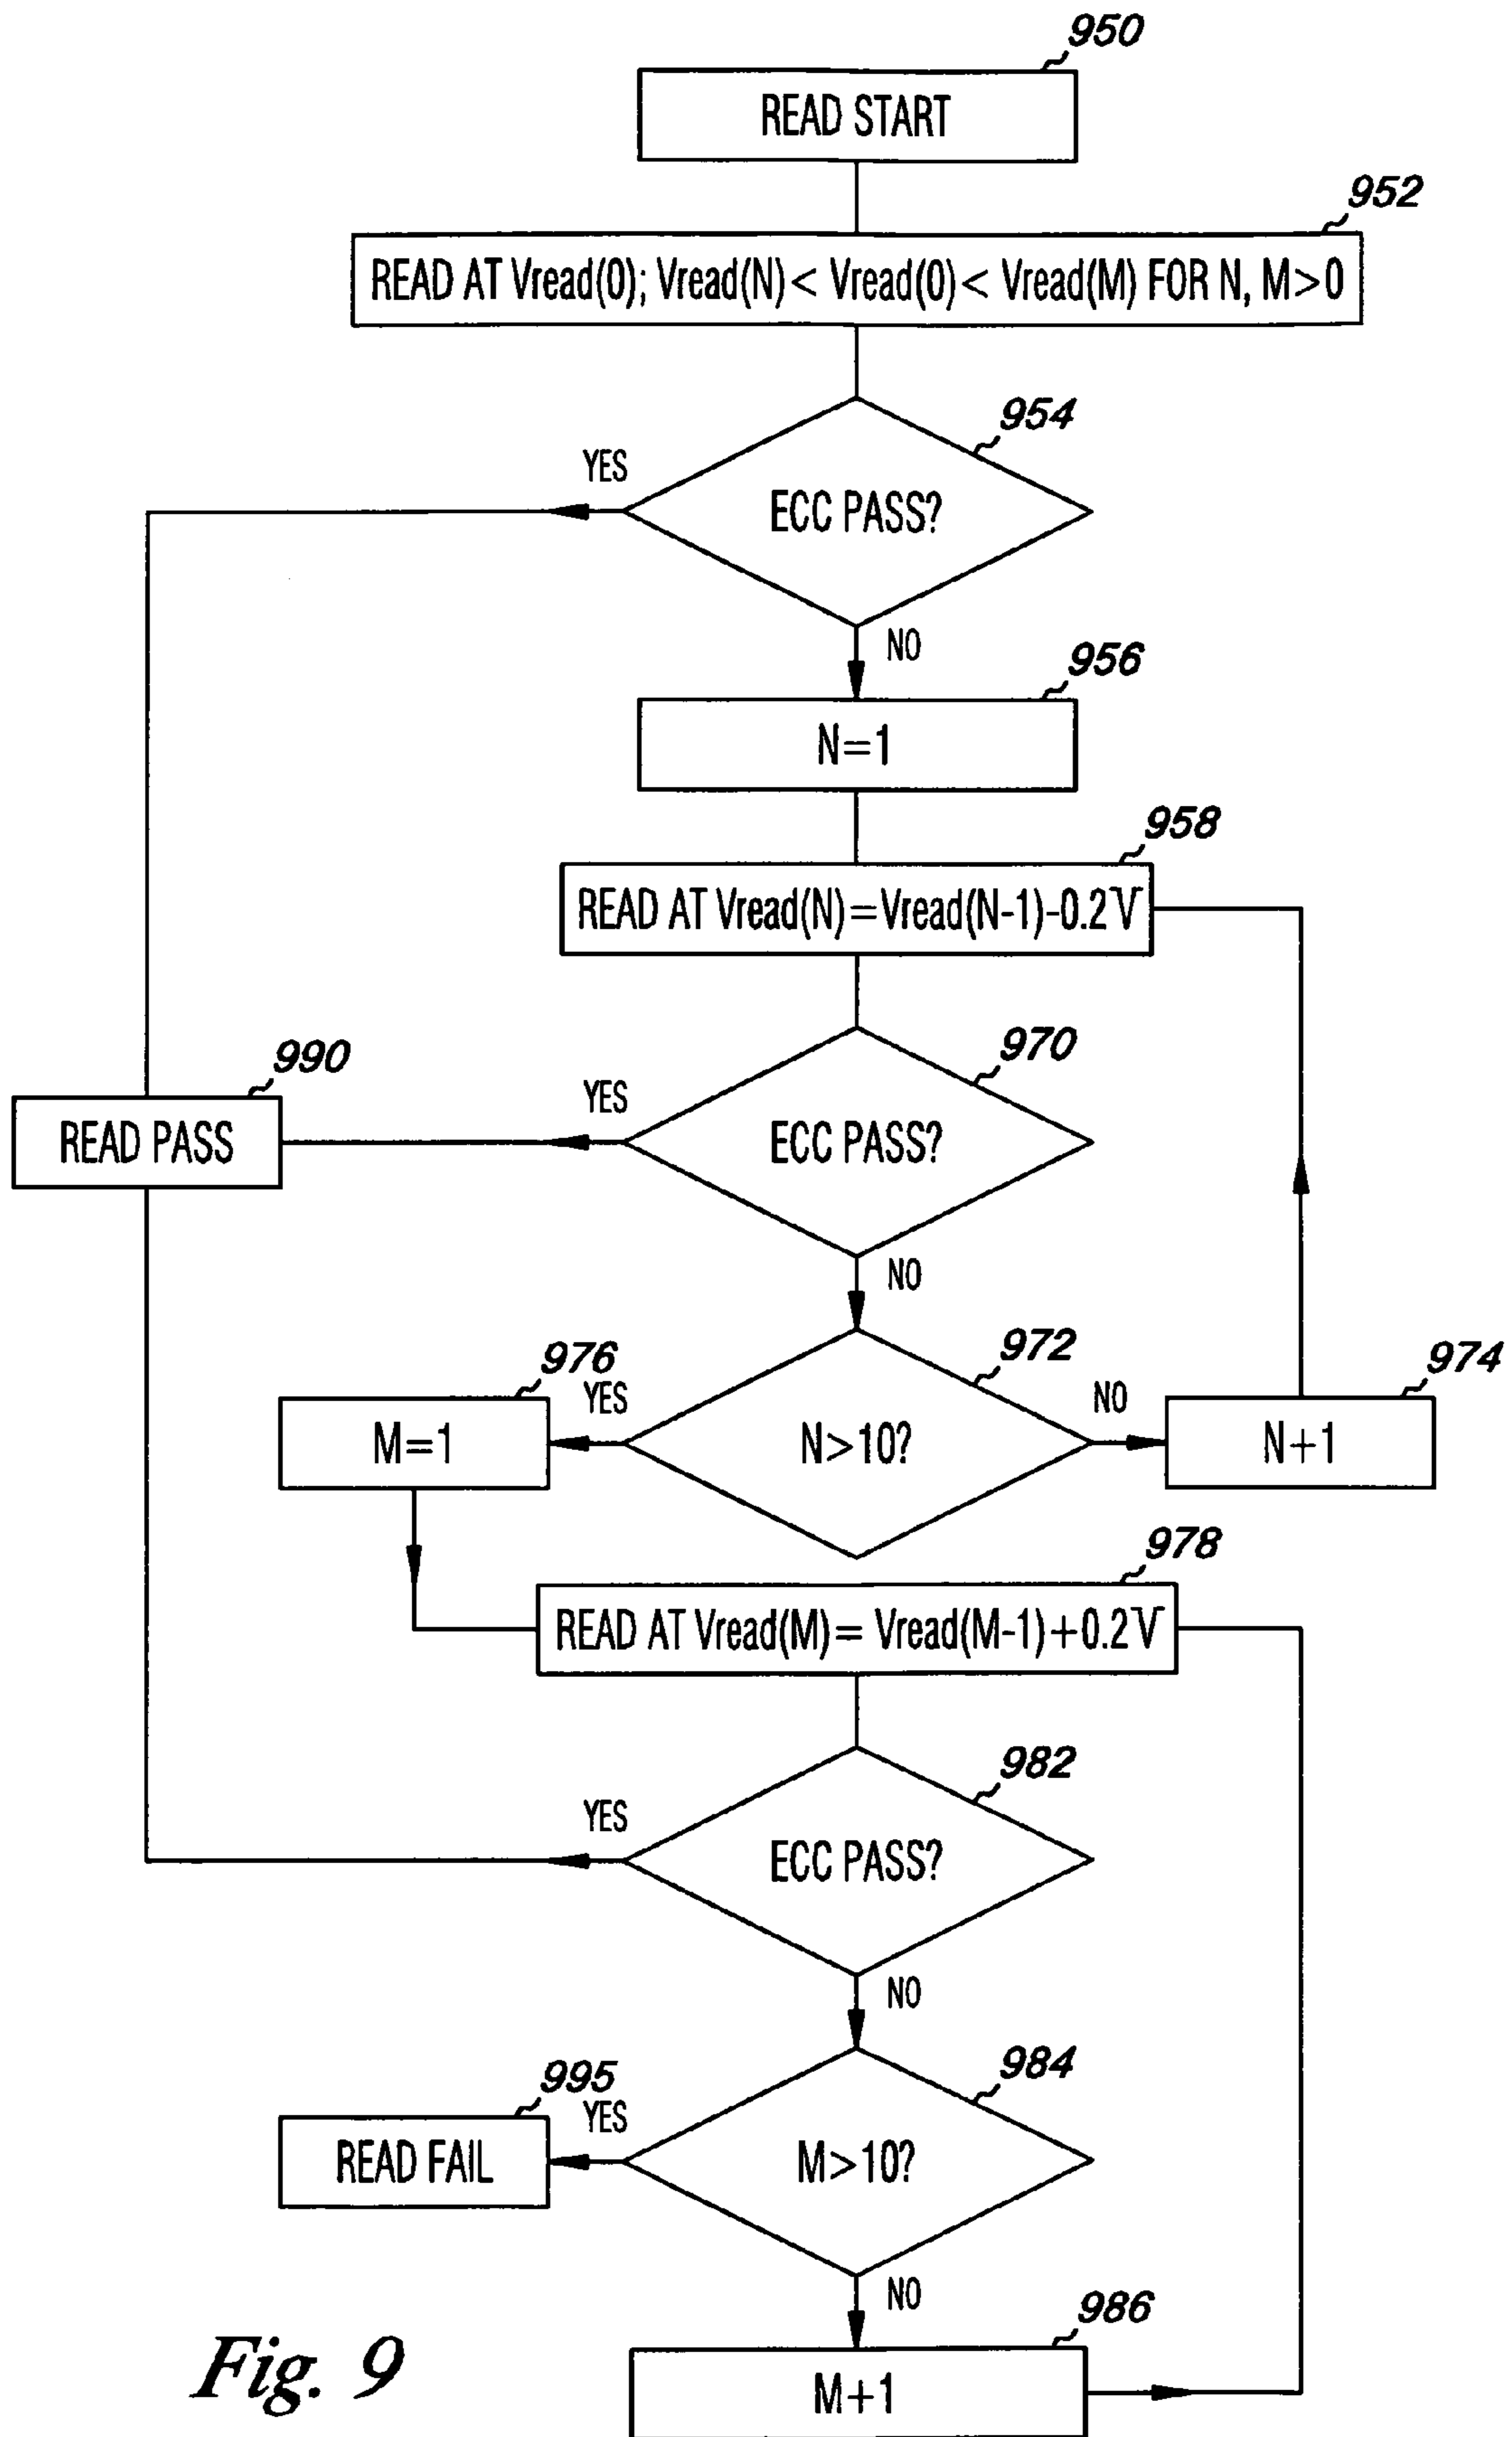 950
READ START
952
READ AT Vread(0); Vread(N) < Vread(0) < Vread(M) FOR N, M>0
954
YES
ECC PASS?
NO
956
N=1
958
READ AT Vread(N)=Vread(N-1)-0.2V
970
990
YES
READ PASS
ECC PASS?
NO
972
976
974
YES
NO
M=1
N>10?
N+1
978
READ AT Vread(M)= Vread(M-1)+0.2V
982
YES
ECC PASS?
NO
984
995
YES
READ FAIL
M>10?
NO
986
M+1
Fig. 9